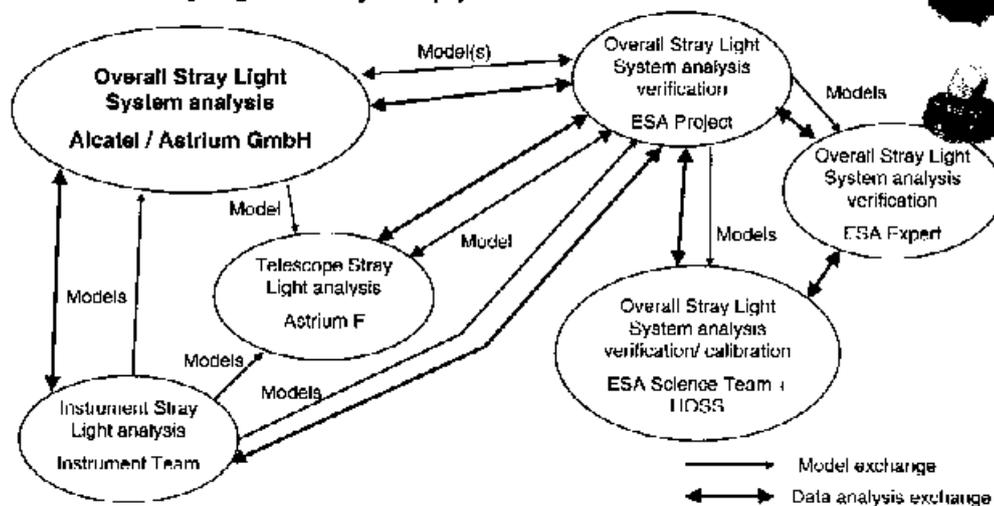 Model(s)
Overall Stray Light
System analysis
Alcatel / Astrium GmbH
Overall Stray Light
System analysis
verification
ESA Project
Models
Overall Stray Light
System analysis
verification
ESA Expert
Model
Model
Models
Telescope Stray
Light analysis
Astrium F
Models
Overall Stray Light
System analysis
verification/ calibration
ESA Science Team +
Models
Models
Instrument Stray
Light analysis
Instrument Team
Model exchange
Data analysis exchange